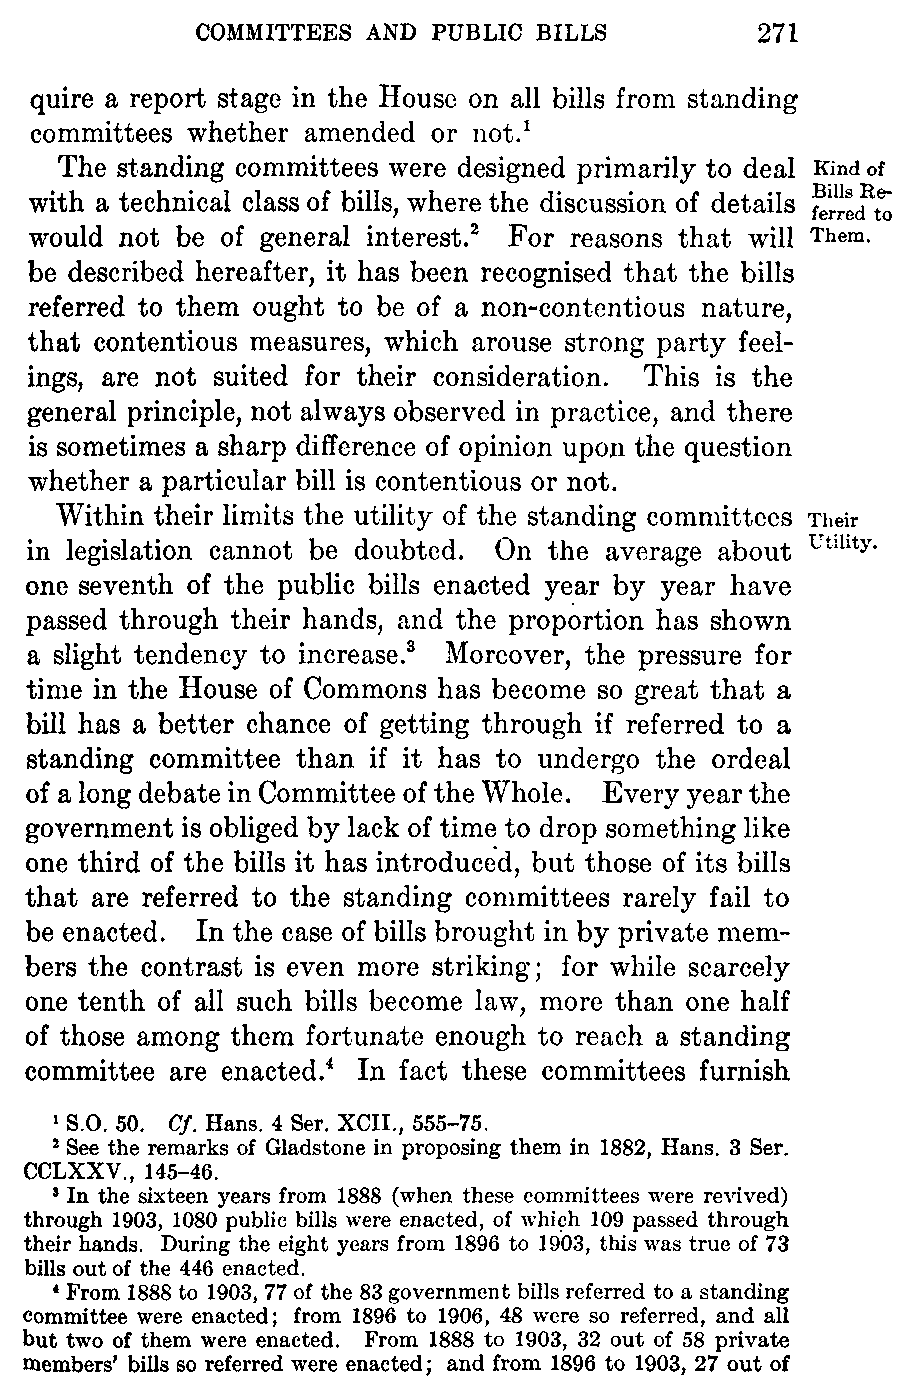 COMMITTEES AND PUBLIC BILLS 271
quire a report stage in the House on all bills from standing
committees whether amended or not.¹
The standing committees were designed primarily to deal
with a technical class of bills, where the discussion of details
would not be of general interest.² For reasons that will
be described hereafter, it has been recognised that the bills
referred to them ought to be of a non-contentious nature,
that contentious measures, which arouse strong party feel-
ings, are not suited for their consideration. This is the
general principle, not always observed in practice, and there
is sometimes a sharp difference of opinion upon the question
whether a particular bill is contentious or not.
Kind of
Bills Re-
ferred to
Them.
Within their limits the utility of the standing committees
in legislation cannot be doubted. On the average about
one seventh of the public bills enacted year by year have
passed through their hands, and the proportion has shown
a slight tendency to increase.³ Moreover, the pressure for
time in the House of Commons has become so great that a
bill has a better chance of getting through if referred to a
standing committee than if it has to undergo the ordeal
of a long debate in Committee of the Whole. Every year the
government is obliged by lack of time to drop something like
one third of the bills it has introduced, but those of its bills
that are referred to the standing committees rarely fail to
be enacted. In the case of bills brought in by private mem-
bers the contrast is even more striking; for while scarcely
one tenth of all such bills become law, more than one half
of those among them fortunate enough to reach a standing
committee are enacted.⁴ In fact these committees furnish
Their
Utility.
¹ S.O. 50. Cf. Hans. 4 Ser. XCII., 555–75.
² See the remarks of Gladstone in proposing them in 1882, Hans. 3 Ser.
CCLXXV., 145–46.
³ In the sixteen years from 1888 (when these committees were revived)
through 1903, 1080 public bills were enacted, of which 109 passed through
their hands. During the eight years from 1896 to 1903, this was true of 73
bills out of the 446 enacted.
⁴ From 1888 to 1903, 77 of the 83 government bills referred to a standing
committee were enacted; from 1896 to 1906, 48 were so referred, and all
but two of them were enacted. From 1888 to 1903, 32 out of 58 private
members' bills so referred were enacted; and from 1896 to 1903, 27 out of